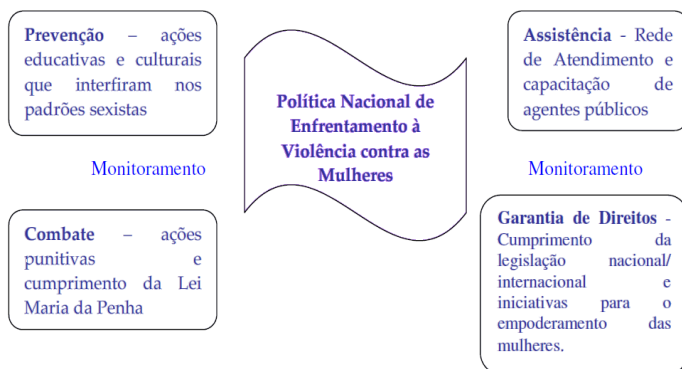 Prevenção – ações
educativas e culturais
que interfiram nos
padrões sexistas
Monitoramento
Combate – ações
punitivas e
cumprimento da Lei
Maria da Penha
Política Nacional de
Enfrentamento à
Violência contra as
Mulheres
Assistência - Rede
de Atendimento e
capacitação de
agentes públicos
Monitoramento
Garantia de Direitos -
Cumprimento da
legislação nacional/
internacional e
iniciativas para o
empoderamento das
mulheres.